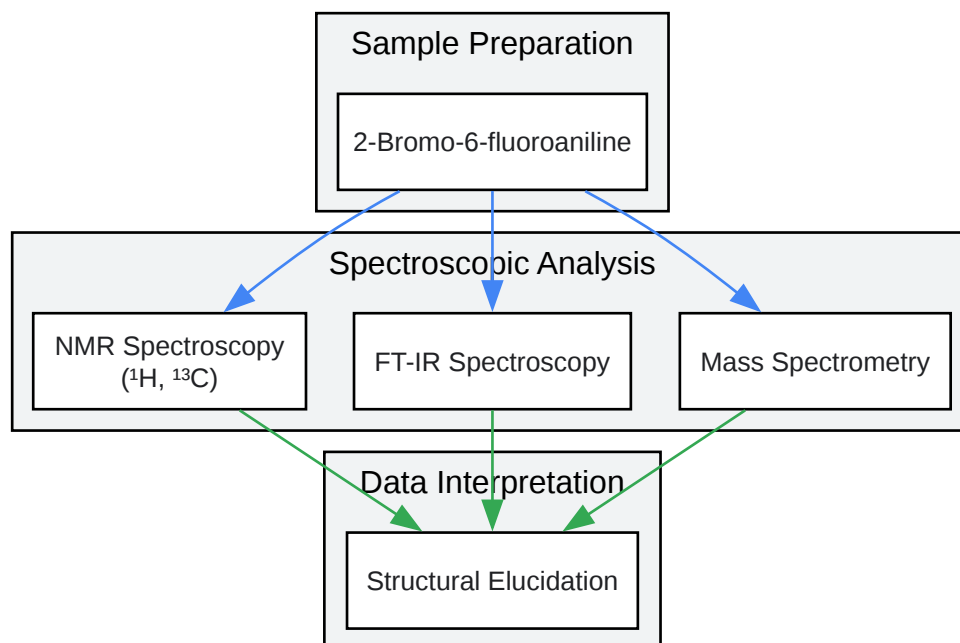 Sample Preparation
2-Bromo-6-fluoroaniline
Spectroscopic Analysis
NMR Spectroscopy
(¹H, ¹³C)
FT-IR Spectroscopy
Mass Spectrometry
Data Interpretation
Structural Elucidation